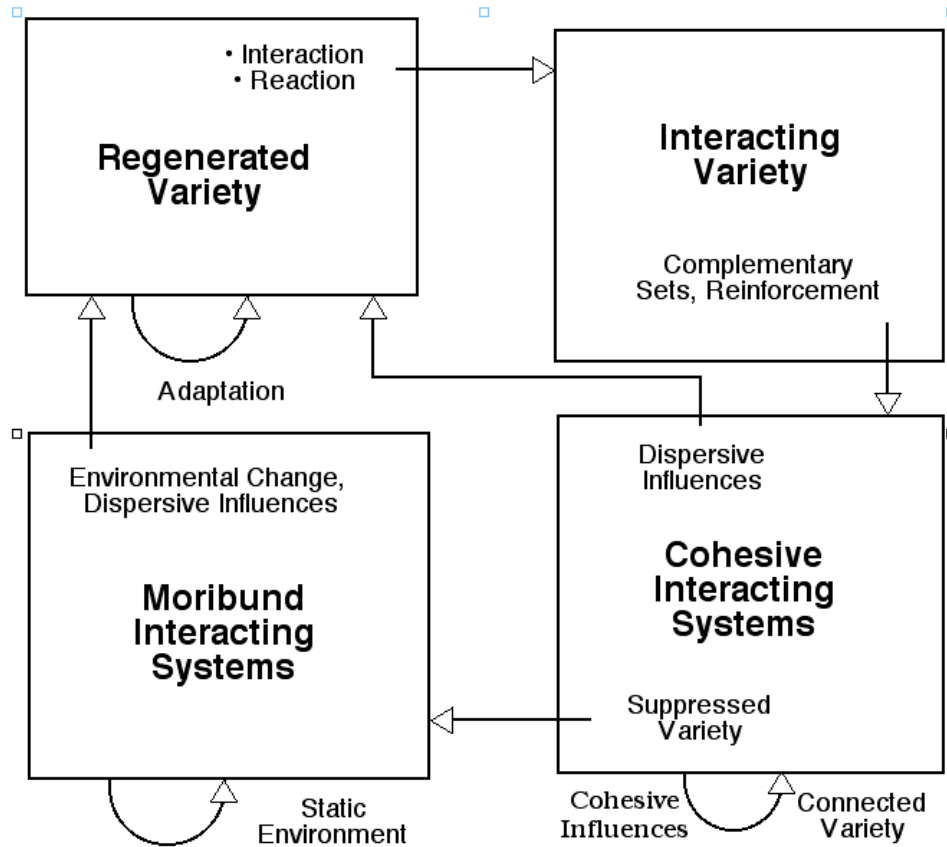 • Interaction
• Reaction
Regenerated
Variety
Interacting
Variety
Complementary
Sets, Reinforcement
Adaptation
Environmental Change,
Dispersive Influences
Moribund
Interacting
Systems
Dispersive
Influences
Cohesive
Interacting
Systems
Suppressed
Variety
Static
Environment
Cohesive
Influences
Connected
Variety